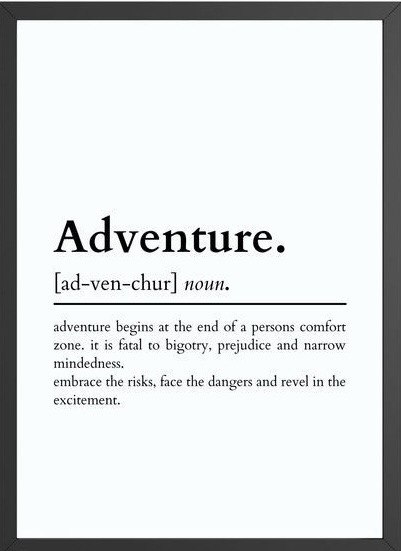 Adventure.
[ad-ven-chur] noun.
adventure begins at the end of a persons comfort
zone. it is fatal to bigotry, prejudice and narrow
mindedness.
embrace the risks, face the dangers and revel in the
excitement.